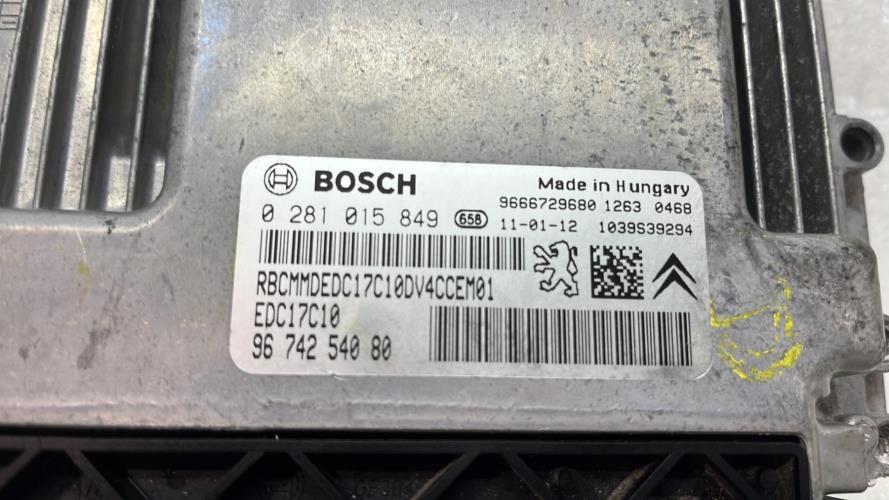 BOSCH
Made in Hungary
9666729680 1263 0468
0 281 015 849 658 11-01-12 1039S39294
RBCMMDEDC17C10DV4CCEM01
EDC17C10
96 742 540 80